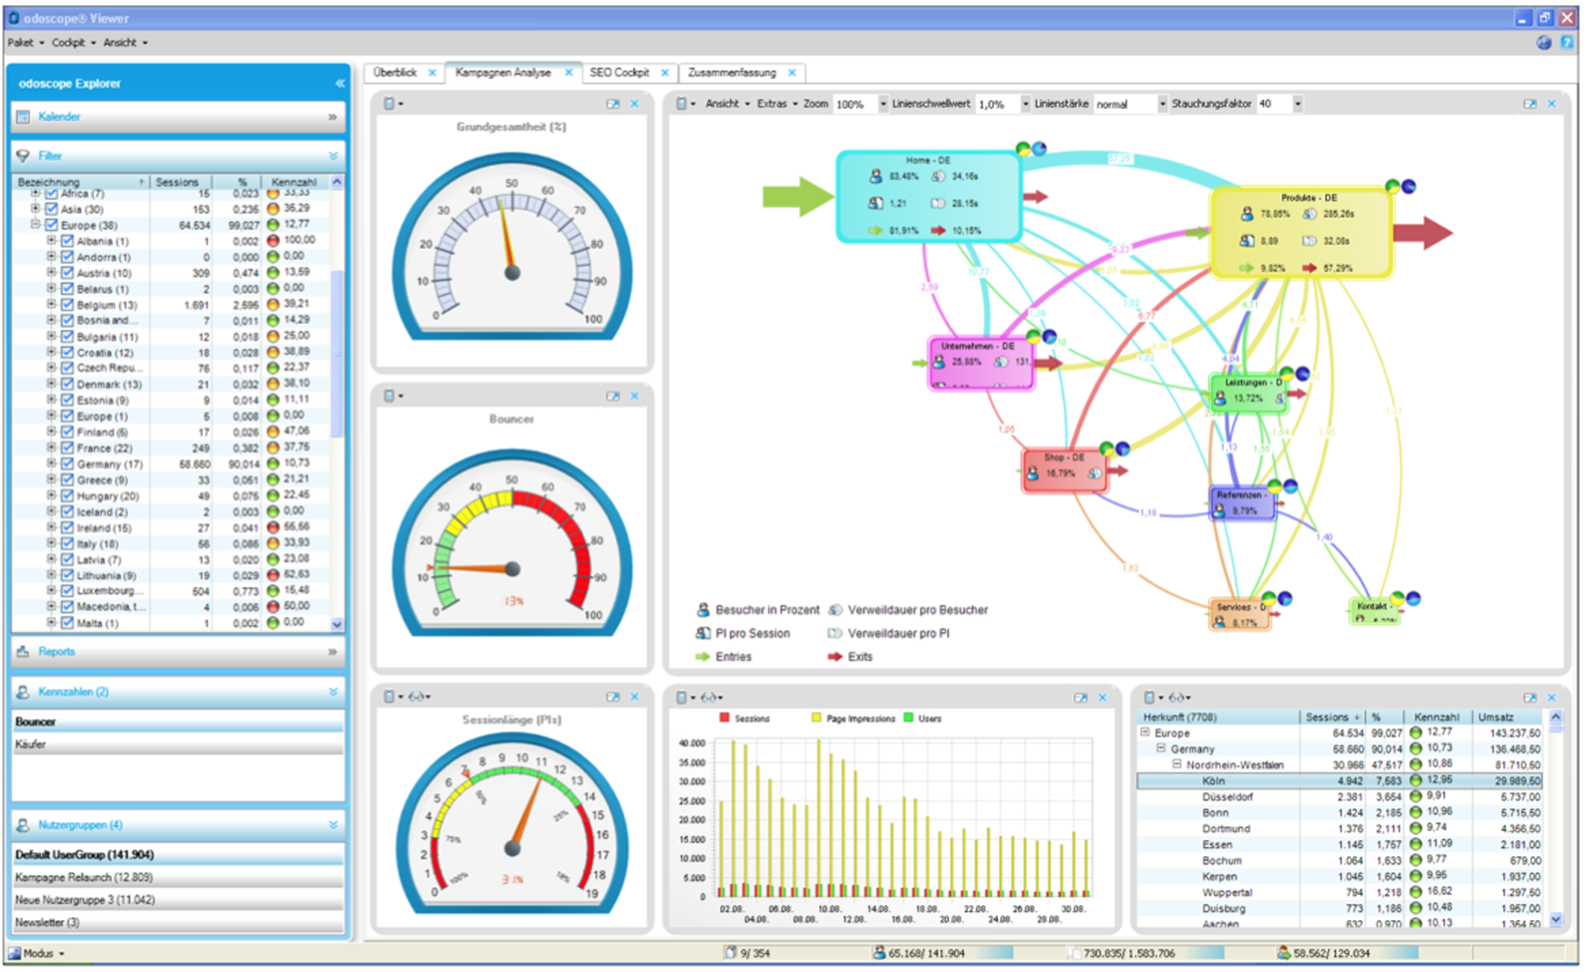 odoscope® Viewer
Paket Cockpit Ansicht
odoscope Explorer
Kalender
Filter
Bezeichnung Sessions % Kennzahl
Africa (7) 15 0,023 33,33
Asia (30) 153 0,235 35,29
Europe (38) 64.534 99,027 12,77
Albania (1) 1 0,002 100,00
Andorra (1) 0 0,000 0,00
Austria (10) 309 0,474 13,59
Belarus (1) 2 0,003 0,00
Belgium (13) 1.691 2,595 39,21
Bosnia and... 7 0,011 14,29
Bulgaria (11) 12 0,018 25,00
Croatia (12) 18 0,028 38,89
Czech Repu... 76 0,117 22,37
Denmark (13) 21 0,032 38,10
Estonia (9) 9 0,014 11,11
Europe (1) 5 0,008 0,00
Finland (5) 17 0,026 47,06
France (22) 249 0,382 37,75
Germany (17) 58.660 90,014 10,73
Greece (9) 33 0,051 21,21
Hungary (20) 49 0,075 22,45
Iceland (2) 2 0,003 0,00
Ireland (15) 27 0,041 55,56
Italy (18) 56 0,086 33,93
Latvia (7) 13 0,020 23,08
Lithuania (9) 19 0,029 52,63
Luxembourg... 504 0,773 15,48
Macedonia, t... 4 0,006 50,00
Malta (1) 1 0,002 0,00
Reports
Kennzahlen (2)
Bouncer
Käufer
Nutzergruppen (4)
Default UserGroup (141.904)
Kampagne Relaunch (12.809)
Neue Nutzergruppe 3 (11.042)
Newsletter (3)
Modus
Überblick Kampagnen Analyse SEO Cockpit Zusammenfassung
Grundgesamtheit (%)
0 10 20 30 40 50 60 70 80 90 100
Bouncer
0 10 20 30 40 50 60 70 80 90 100
13%
Sessionlänge (PIs)
0 1 2 3 4 5 6 7 8 9 10 11 12 13 14 15 16 17 18 19
100% 75% 50% 25% 18%
31%
Ansicht Extras Zoom 100% Linienschwellwert 1,0% Linienstärke normal Stauchungsfaktor 40
Home - DE
83,48% 34,16s
1,21 28,15s
81,91% 10,15%
Produkte - DE
78,85% 285,26s
8,89 32,08s
9,82% 57,29%
Unternehmen - DE
25,88% 131,
Leistungen - D
13,72%
Shop - DE
16,79%
Referenzen -
9,79%
Services - D
8,17%
Kontakt -
57,25
9,23
10,77
2,59
3,02
6,77
4,04
1,05
1,13
1,18
1,40
1,62
Besucher in Prozent Verweildauer pro Besucher
PI pro Session Verweildauer pro PI
Entries Exits
Sessions Page Impressions Users
40.000
35.000
30.000
25.000
20.000
15.000
10.000
5.000
0
02.08. 06.08. 10.08. 14.08. 18.08. 22.08. 26.08. 30.08.
04.08. 08.08. 12.08. 16.08. 20.08. 24.08. 28.08.
Herkunft (7708) Sessions % Kennzahl Umsatz
Europe 64.534 99,027 12,77 143.237,50
Germany 58.660 90,014 10,73 136.468,50
Nordrhein-Westfalen 30.966 47,517 10,86 81.710,50
Köln 4.942 7,583 12,95 29.989,50
Düsseldorf 2.381 3,654 9,91 5.737,00
Bonn 1.424 2,185 10,96 5.715,50
Dortmund 1.376 2,111 9,74 4.366,50
Essen 1.145 1,757 11,09 2.181,00
Bochum 1.064 1,633 9,77 679,00
Kerpen 1.045 1,604 9,95 1.937,00
Wuppertal 794 1,218 16,62 1.297,50
Duisburg 773 1,186 10,48 1.957,00
Aachen 632 0,970 10,13 1.354,50
9/ 354 65.168/ 141.904 730.835/ 1.583.706 58.562/ 129.034